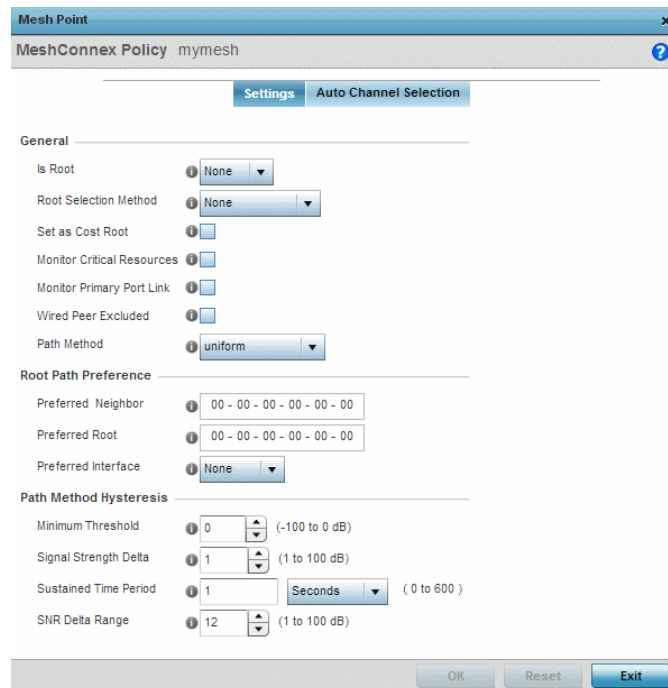 Mesh Point x
MeshConnex Policy mymesh ?
Settings Auto Channel Selection
General
Is Root i None
Root Selection Method i None
Set as Cost Root i
Monitor Critical Resources i
Monitor Primary Port Link i
Wired Peer Excluded i
Path Method i uniform
Root Path Preference
Preferred Neighbor i 00 - 00 - 00 - 00 - 00 - 00
Preferred Root i 00 - 00 - 00 - 00 - 00 - 00
Preferred Interface i None
Path Method Hysteresis
Minimum Threshold i 0 (-100 to 0 dB)
Signal Strength Delta i 1 (1 to 100 dB)
Sustained Time Period i 1 Seconds ( 0 to 600 )
SNR Delta Range i 12 (1 to 100 dB)
OK Reset Exit